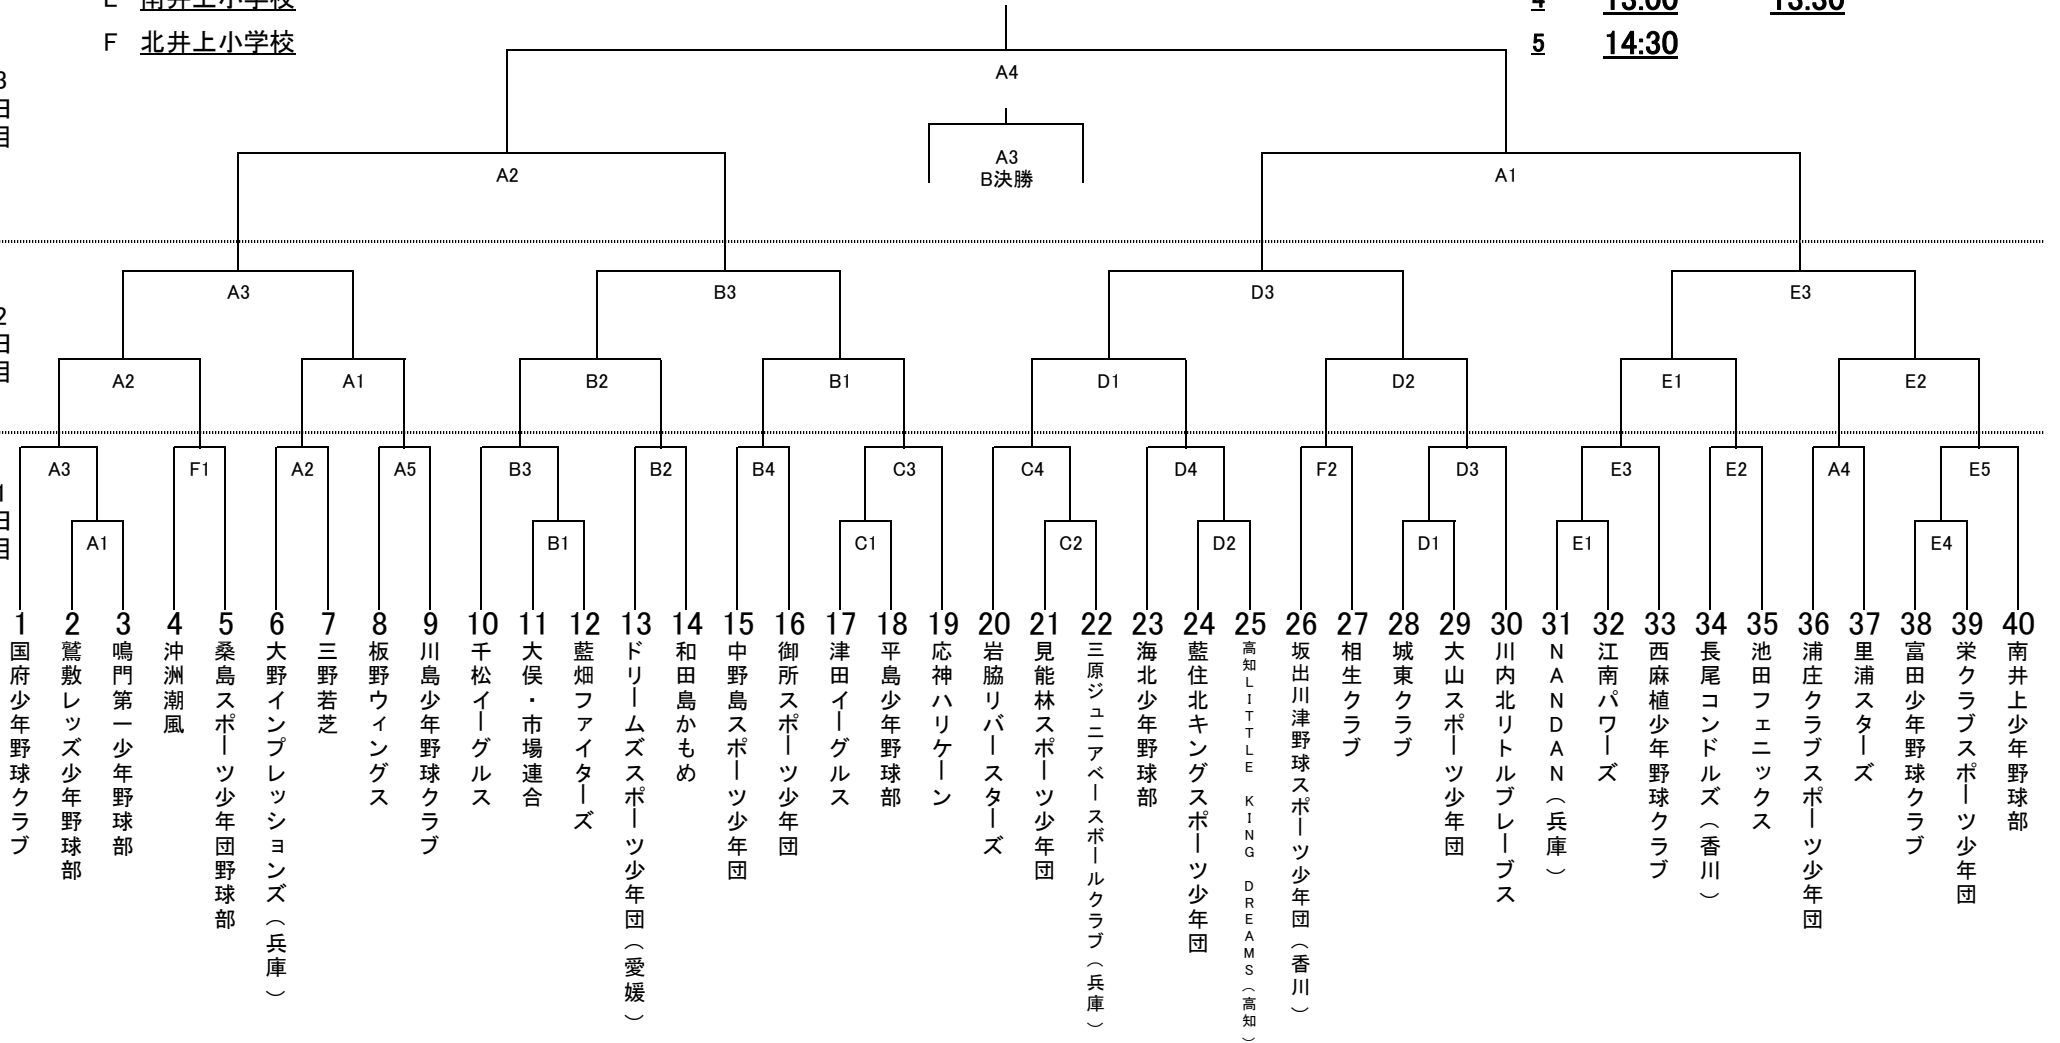 F 北井上小学校
5 14:30
A4
A3
B決勝
A2 A1
A3 B3 D3 E3
A2 A1 B2 B1 D1 D2 E1 E2
A3 F1 A2 A5 B3 B2 B4 C3 C4 D4 F2 D3 E3 E2 A4 E5
A1 B1 C1 C2 D2 D1 E1 E4
1 国府少年野球クラブ
2 鷲敷レッズ少年野球部
3 鳴門第一少年野球部
4 沖洲潮風
5 桑島スポーツ少年団野球部
6 大野インプレッションズ(兵庫)
7 三野若芝
8 板野ウィングス
9 川島少年野球クラブ
10 千松イーグルス
11 大俣・市場連合
12 藍畑ファイターズ
13 ドリームズスポーツ少年団(愛媛)
14 和田島かもめ
15 中野島スポーツ少年団
16 御所スポーツ少年団
17 津田イーグルス
18 平島少年野球部
19 応神ハリケーン
20 岩脇リバースターズ
21 見能林スポーツ少年団
22 三原ジュニアベースボールクラブ(兵庫)
23 海北少年野球部
24 藍住北キングスポーツ少年団
25 高知LITTLE KING DREAMS(高知)
26 坂出川津野球スポーツ少年団(香川)
27 相生クラブ
28 城東クラブ
29 大山スポーツ少年団
30 川内北リトルブレーブス
31 NANDAN(兵庫)
32 江南パワーズ
33 西麻植少年野球クラブ
34 長尾コンドルズ(香川)
35 池田フェニックス
36 浦庄クラブスポーツ少年団
37 里浦スターズ
38 富田少年野球クラブ
39 栄クラブスポーツ少年団
40 南井上少年野球部